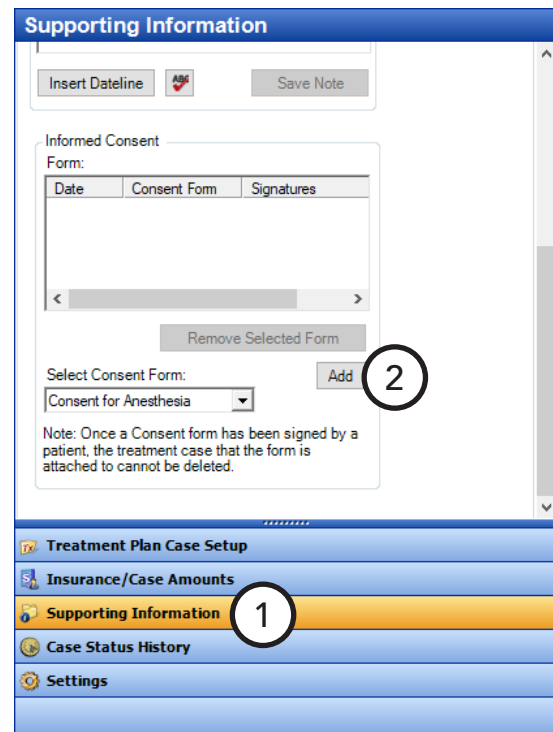 Supporting Information
Insert Dateline ABC Save Note
Informed Consent
Form:
Date Consent Form Signatures
Remove Selected Form
Select Consent Form: Add 2
Consent for Anesthesia
Note: Once a Consent form has been signed by a
patient, the treatment case that the form is
attached to cannot be deleted.
Treatment Plan Case Setup
Insurance/Case Amounts
Supporting Information 1
Case Status History
Settings